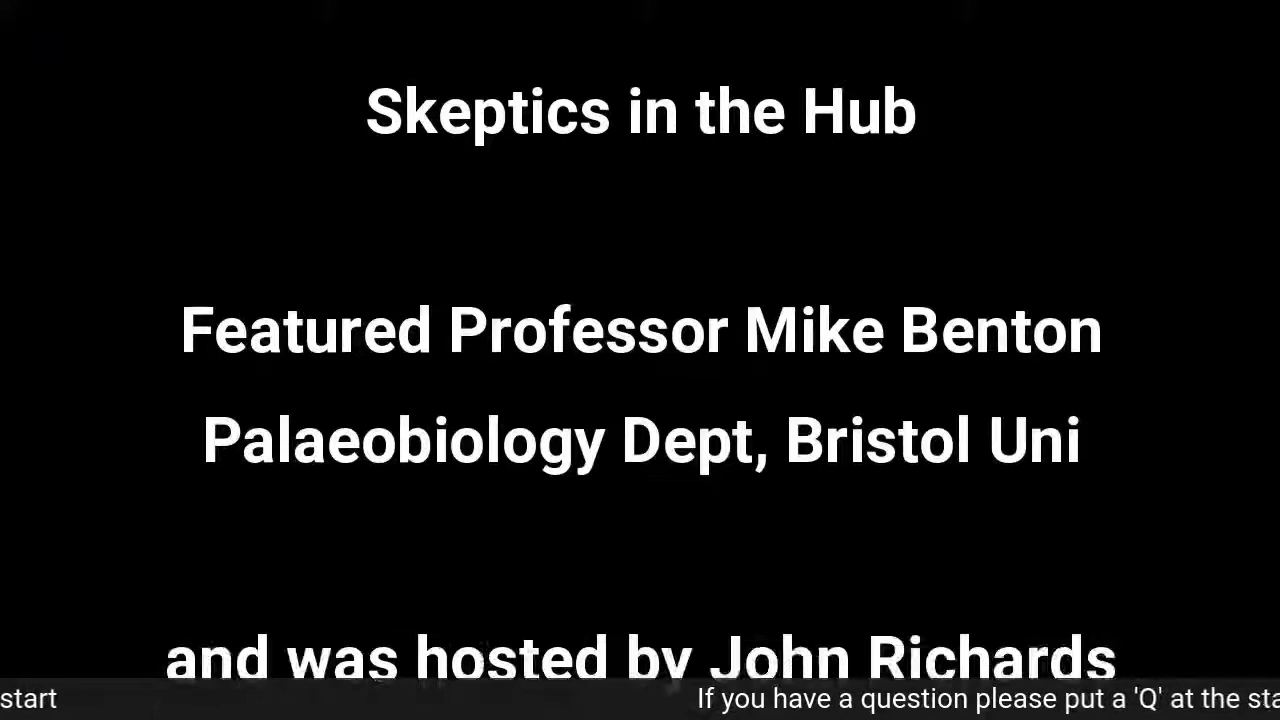 Skeptics in the Hub
Featured Professor Mike Benton
Palaeobiology Dept, Bristol Uni
and was hosted by John Richards
start If you have a question please put a 'Q' at the sta